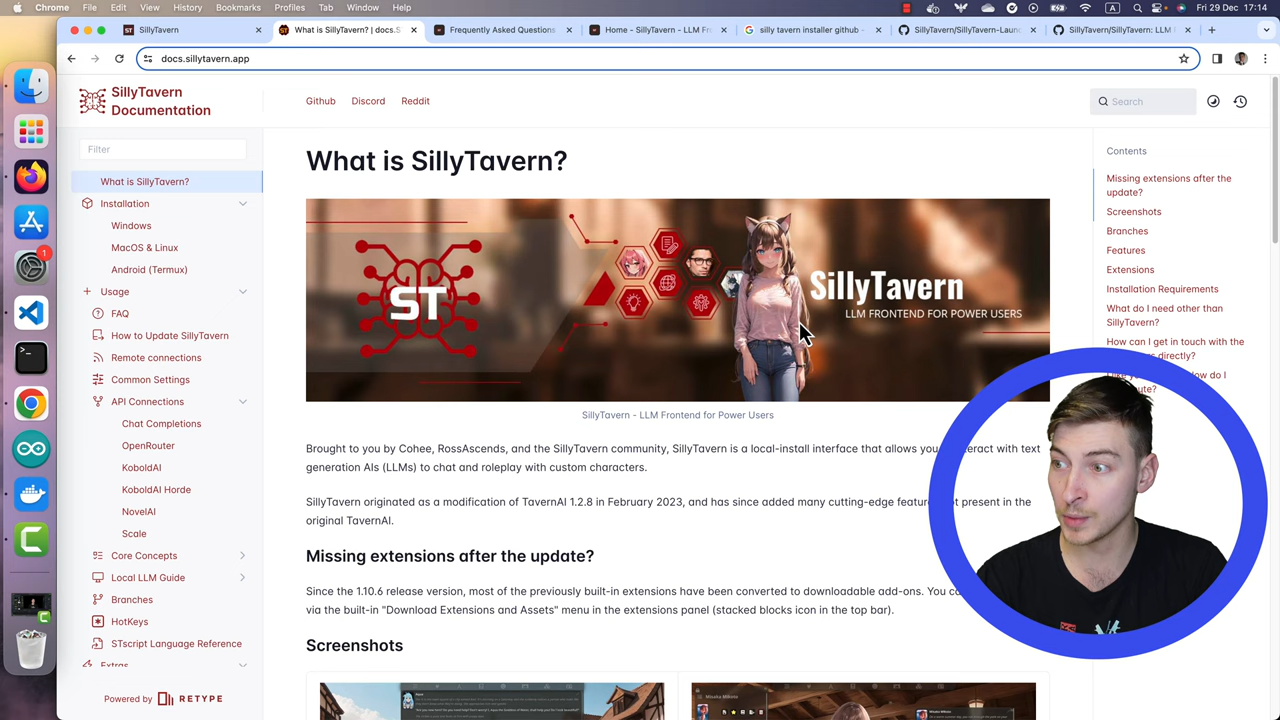 Chrome File Edit View History Bookmarks Profiles Tab Window Help Fri 29 Dec 17:14
SillyTavern
What is SillyTavern? | docs.S
Frequently Asked Questions
Home - SillyTavern - LLM Fr
silly tavern installer github
SillyTavern/SillyTavern-Laun
SillyTavern/SillyTavern: LLM
docs.sillytavern.app
SillyTavern
Documentation
Github Discord Reddit
Search
Filter
What is SillyTavern?
Installation
Windows
MacOS & Linux
Android (Termux)
Usage
FAQ
How to Update SillyTavern
Remote connections
Common Settings
API Connections
Chat Completions
OpenRouter
KoboldAI
KoboldAI Horde
NovelAI
Scale
Core Concepts
Local LLM Guide
Branches
HotKeys
STscript Language Reference
Extras
Powered by RETYPE
What is SillyTavern?
ST
SillyTavern
LLM FRONTEND FOR POWER USERS
SillyTavern - LLM Frontend for Power Users
Brought to you by Cohee, RossAscends, and the SillyTavern community, SillyTavern is a local-install interface that allows you with text
generation AIs (LLMs) to chat and roleplay with custom characters.
SillyTavern originated as a modification of TavernAI 1.2.8 in February 2023, and has since added many cutting-edge present in the
original TavernAI.
Missing extensions after the update?
Since the 1.10.6 release version, most of the previously built-in extensions have been converted to downloadable add-ons.
via the built-in "Download Extensions and Assets" menu in the extensions panel (stacked blocks icon in the top bar).
Screenshots
Contents
Missing extensions after the
update?
Screenshots
Branches
Features
Extensions
Installation Requirements
What do I need other than
SillyTavern?
How can I get in touch with the
directly?
do I